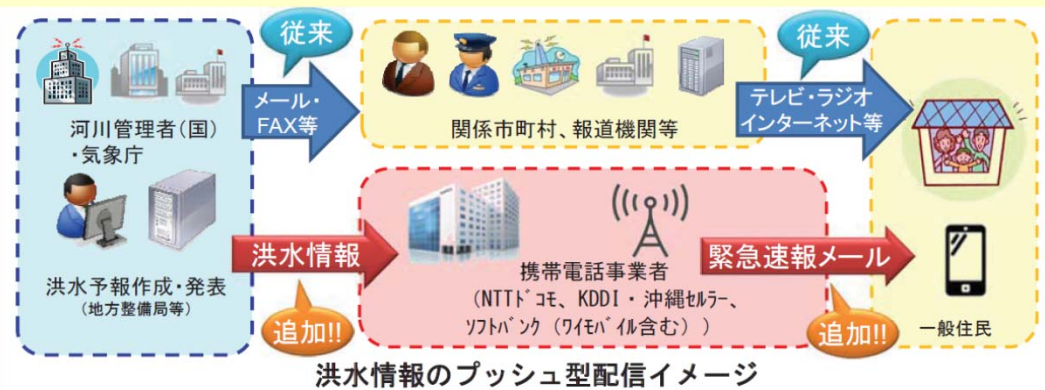 従来
従来
河川管理者(国)
・気象庁
メール・
FAX等
関係市町村、報道機関等
テレビ・ラジオ
インターネット等
洪水予報作成・発表
(地方整備局等)
洪水情報
追加!!
携帯電話事業者
(NTTドコモ、KDDI・沖縄セルラー、
ソフトバンク(ワイモバイル含む))
緊急速報メール
追加!!
一般住民
洪水情報のプッシュ型配信イメージ